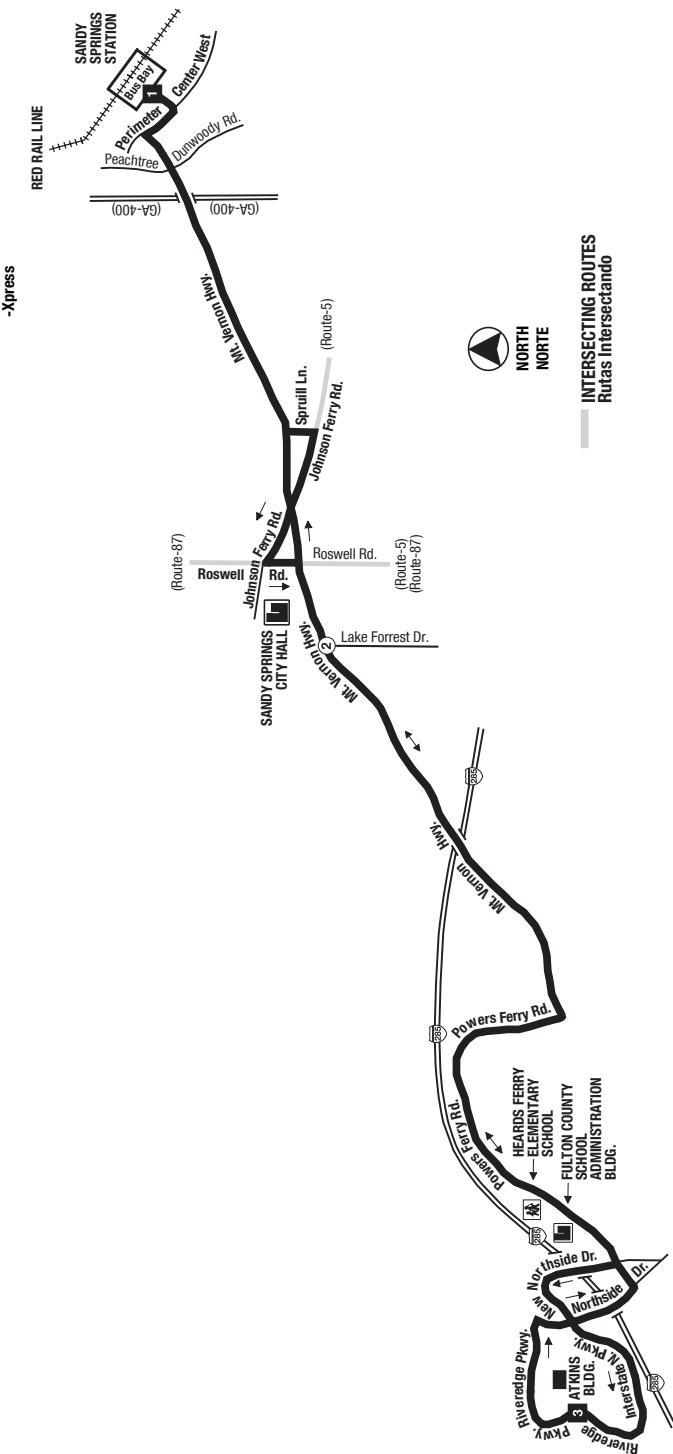 -Xpress
RED RAIL LINE
SANDY
SPRINGS
STATION
Bus Bay
1
Perimeter
Center West
Peachtree
Dunwoody Rd.
(GA-400)
(GA-400)
Mt. Vernon Hwy.
Spruill Ln.
(Route-5)
Johnson Ferry Rd.
Johnson Ferry Rd.
Johnson Ferry Rd.
(Route-87)
Roswell
Rd.
Roswell Rd.
(Route-5)
(Route-87)
SANDY SPRINGS
CITY HALL
Mt. Vernon Hwy.
2
Lake Forrest Dr.
NORTH
NORTE
INTERSECTING ROUTES
Rutas Intersectando
285
Mt. Vernon
Hwy.
Powers Ferry Rd.
285
Powers Ferry Rd.
HEARDS FERRY
ELEMENTARY
SCHOOL
FULTON COUNTY
SCHOOL
ADMINISTRATION
BLDG.
285
New
Northside Dr.
Northside
Dr.
Riveredge Pkwy.
ATKINS
BLDG.
3
Riveredge
Pkwy.
Interstate N. Pkwy.
285